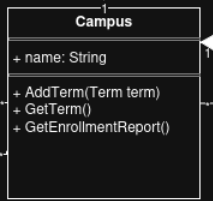 1
Campus
+ name: String
1
+ AddTerm(Term term)
+ GetTerm()
+ GetEnrollmentReport()